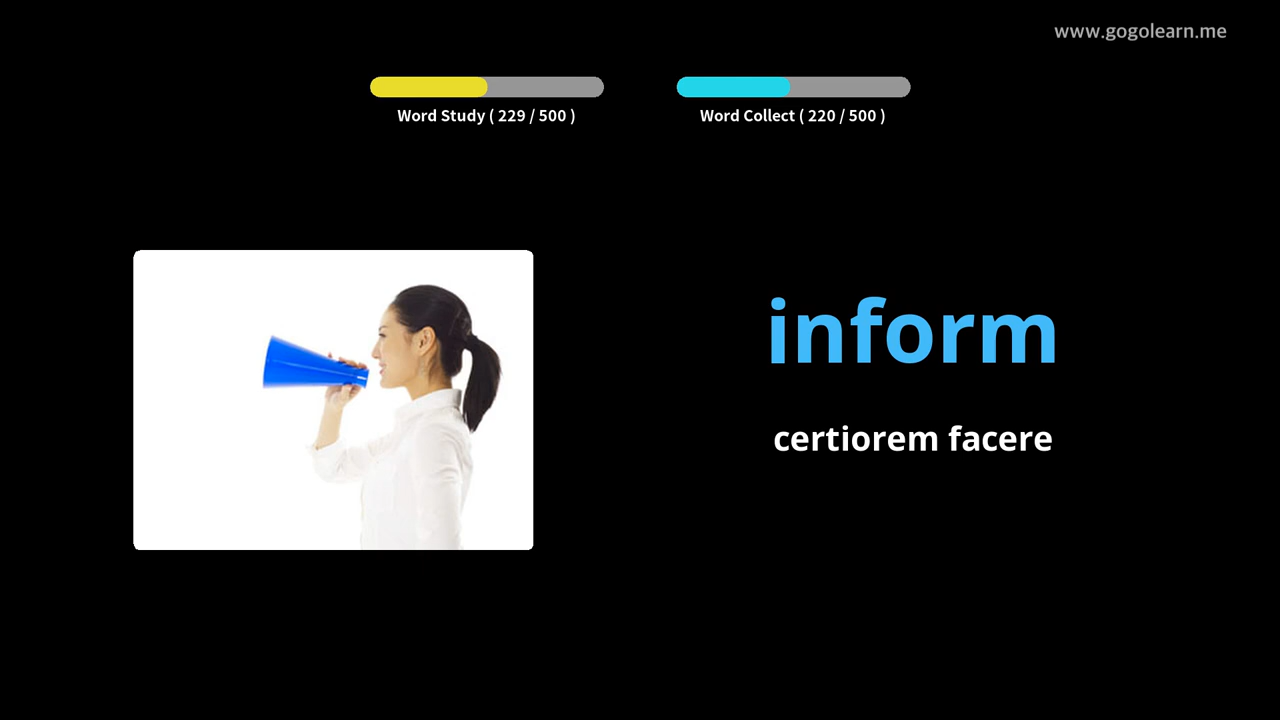 www.gogolearn.me
Word Study ( 229 / 500 )
Word Collect ( 220 / 500 )
inform
certiorem facere